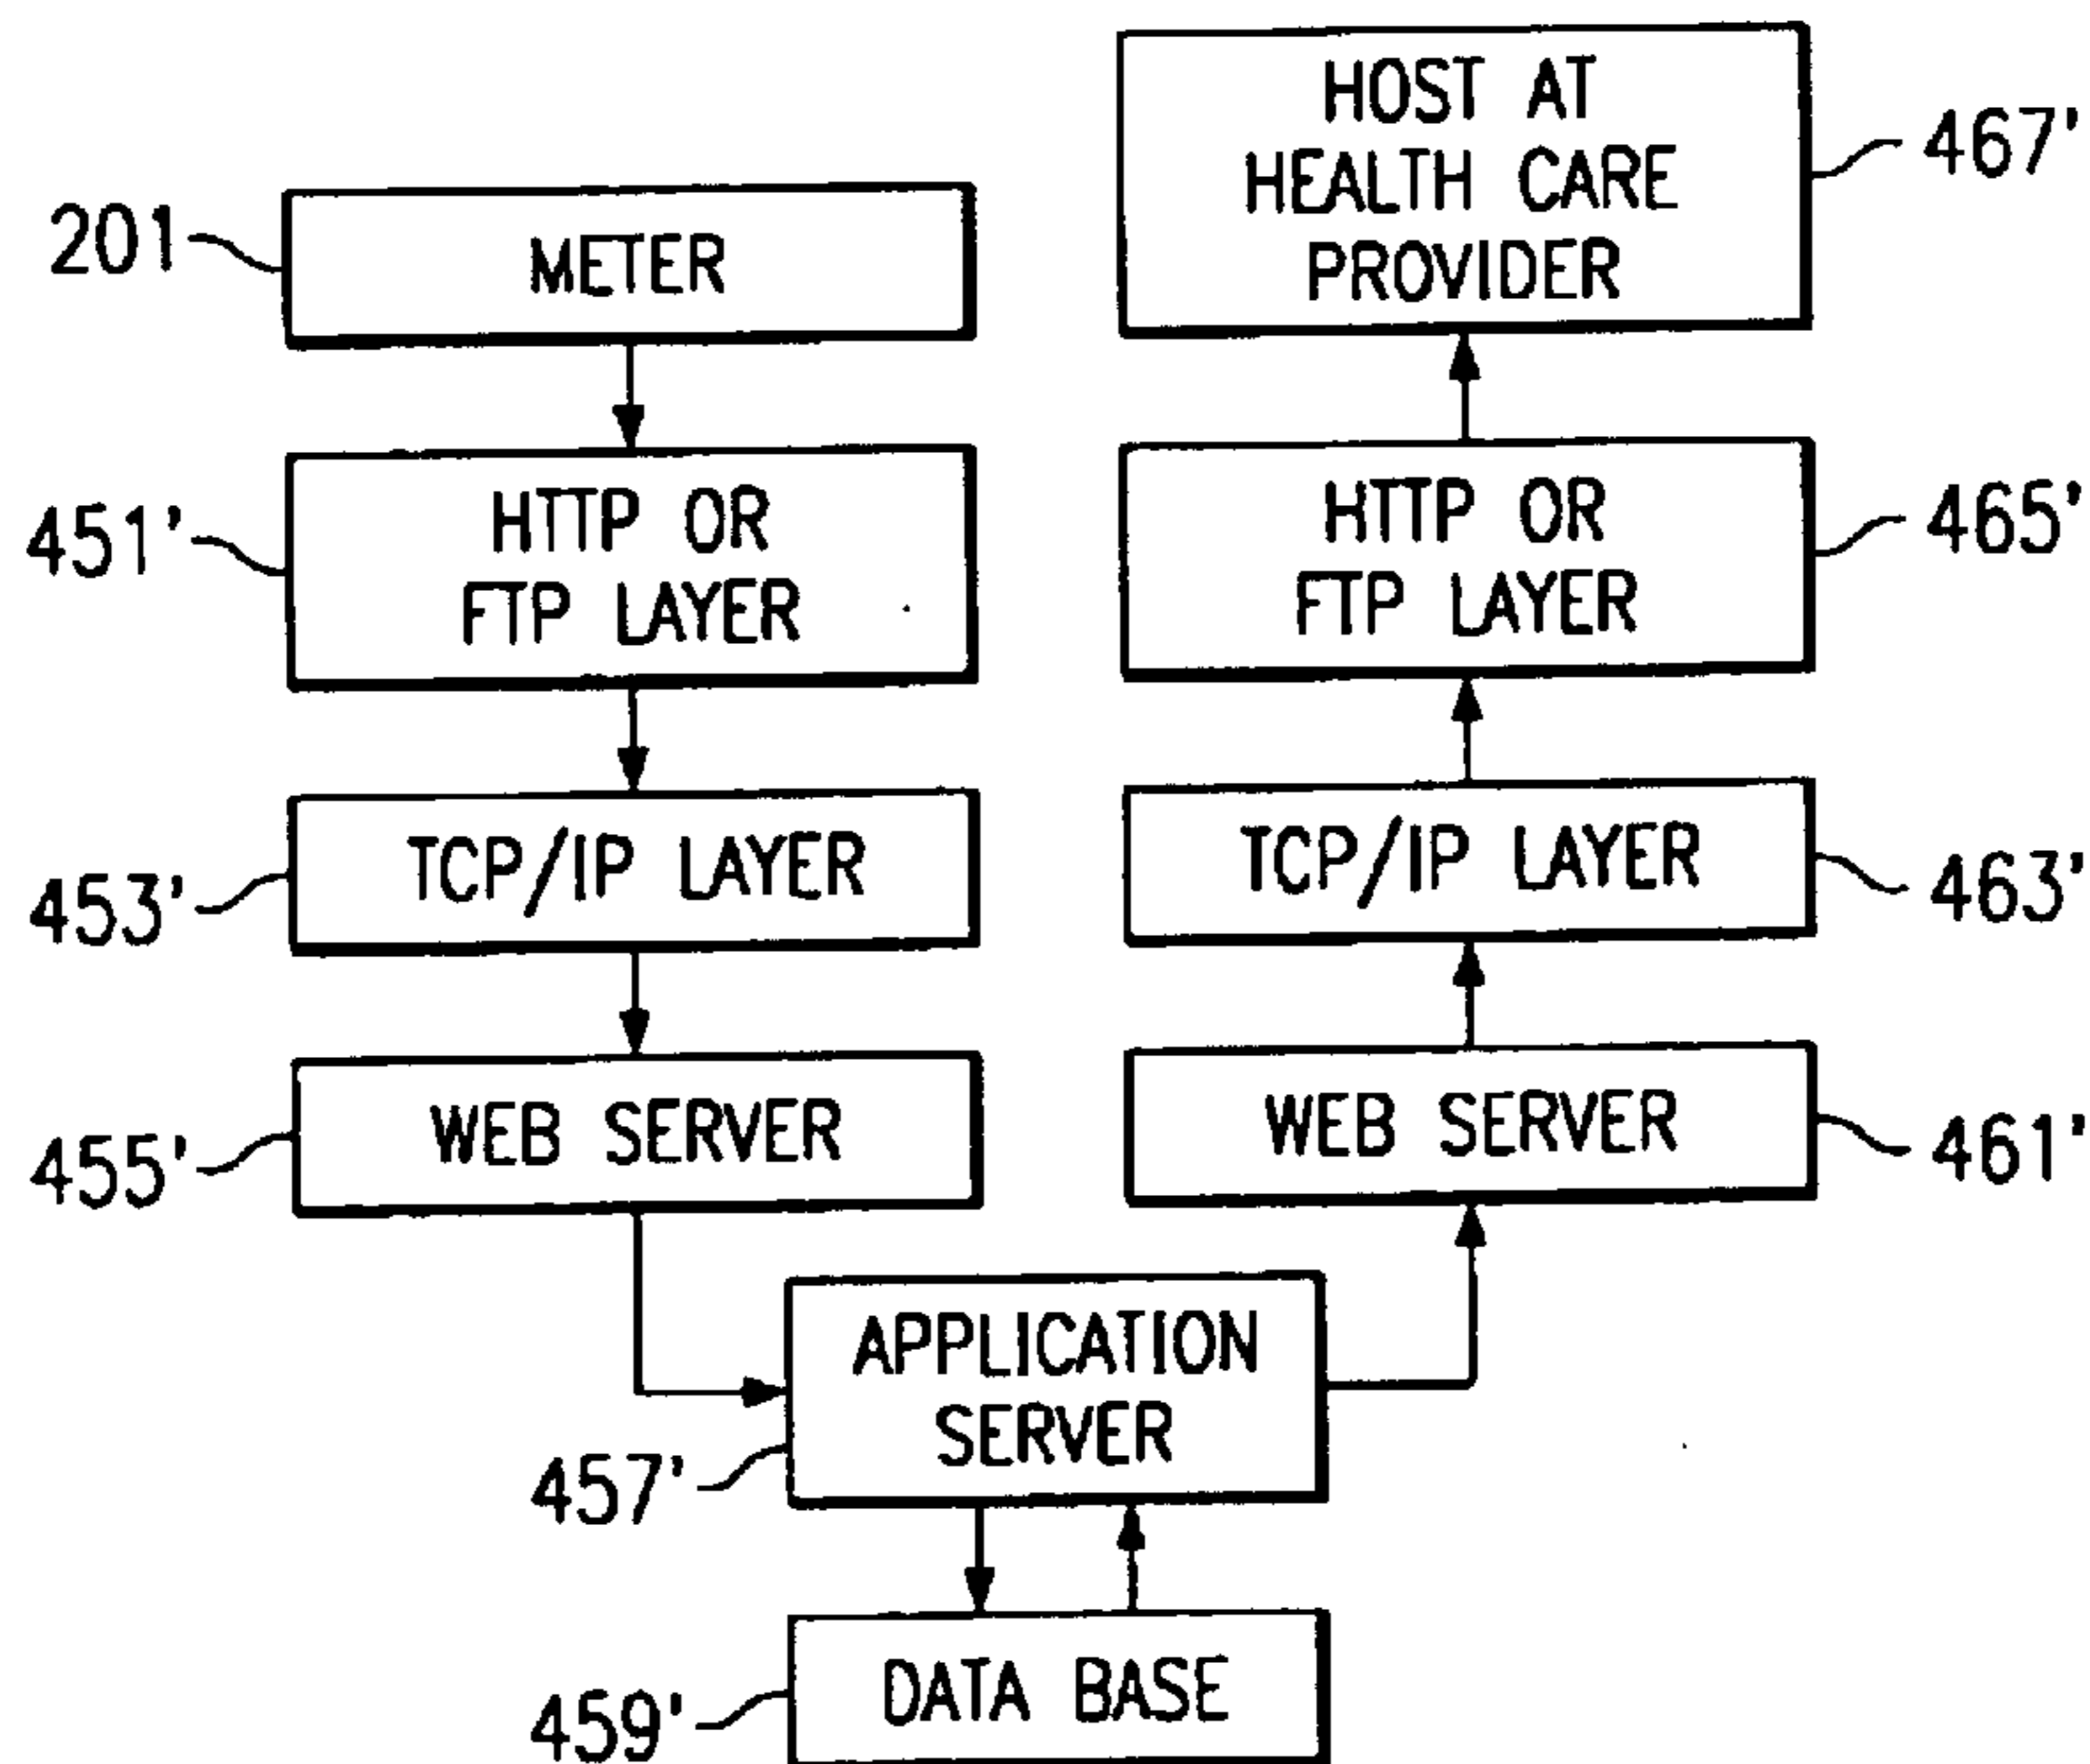 201
METER
451'
HTTP OR
FTP LAYER
453'
TCP/IP LAYER
455'
WEB SERVER
457'
APPLICATION
SERVER
459'
DATA BASE
461'
WEB SERVER
463'
TCP/IP LAYER
465'
HTTP OR
FTP LAYER
467'
HOST AT
HEALTH CARE
PROVIDER